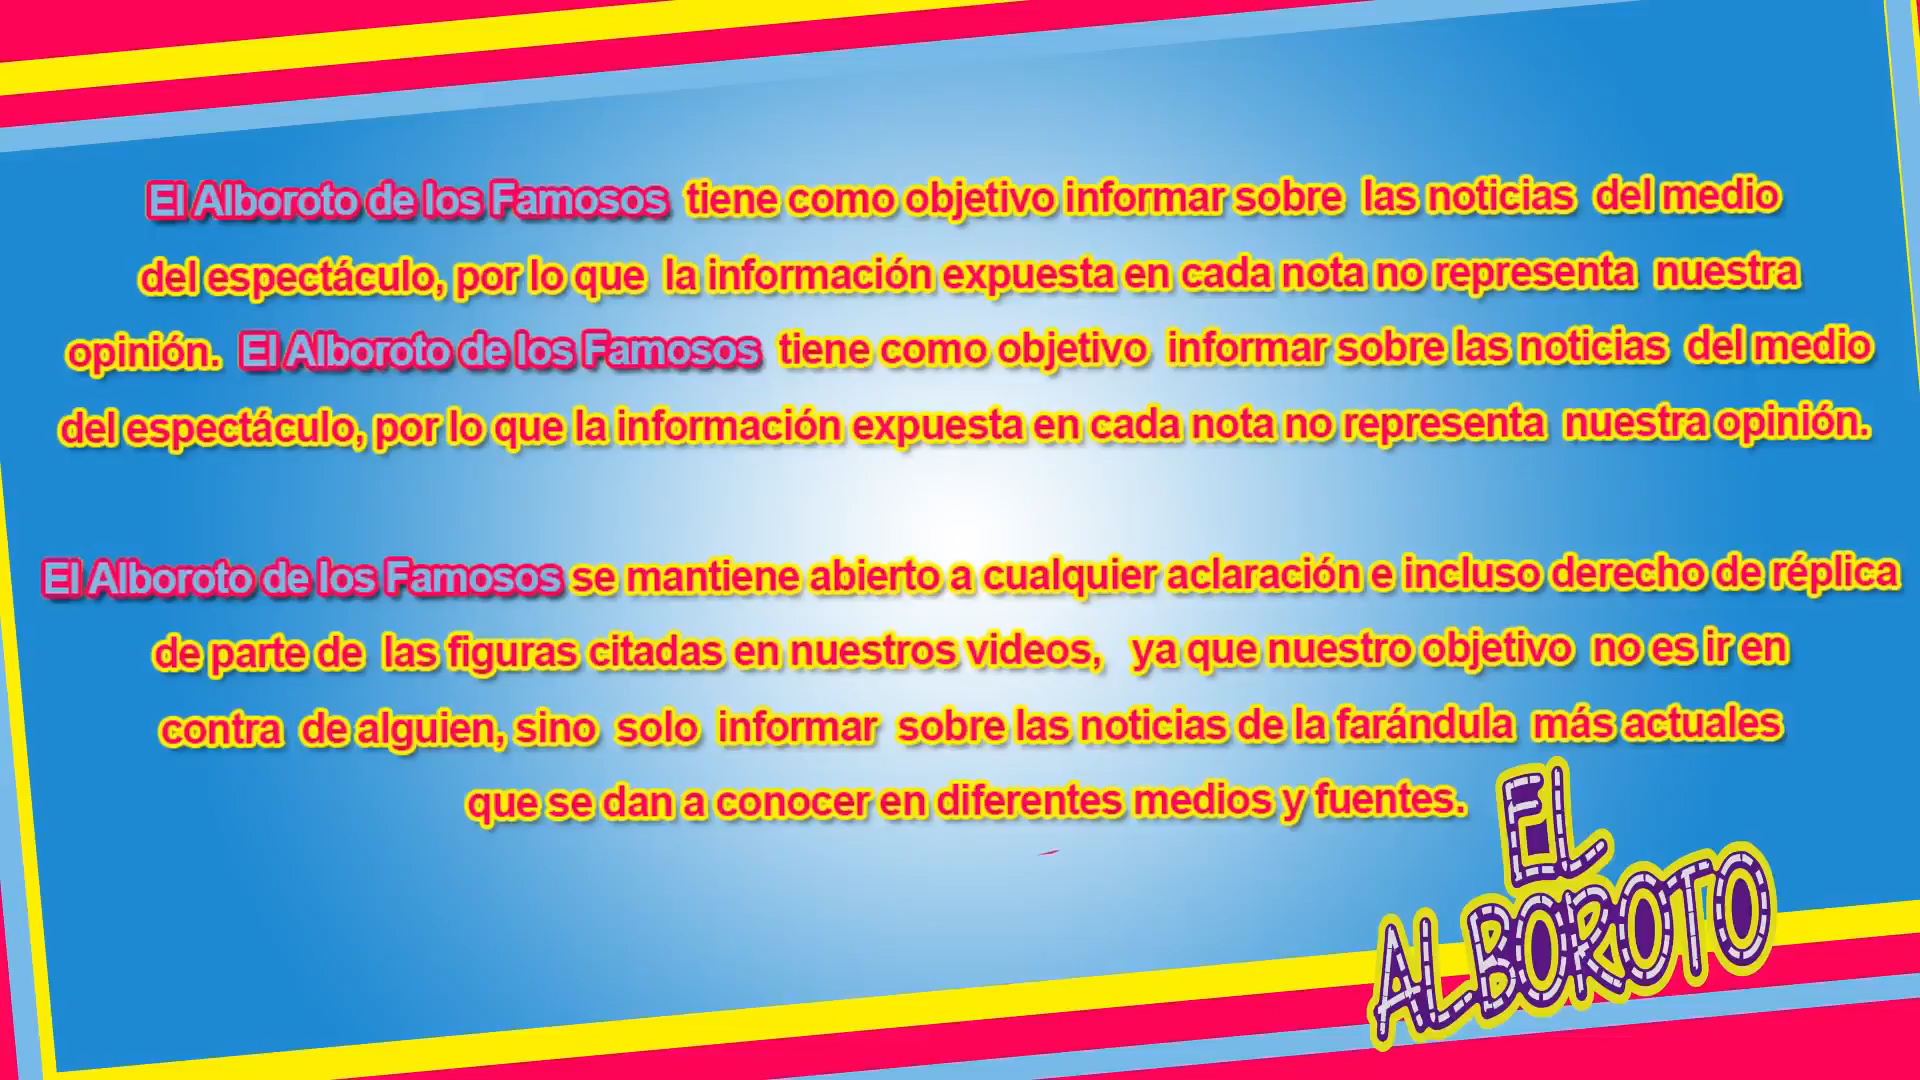 El Alboroto de los Famosos tiene como objetivo informar sobre las noticias del medio
del espectáculo, por lo que la información expuesta en cada nota no representa nuestra
opinión. El Alboroto de los Famosos tiene como objetivo informar sobre las noticias del medio
del espectáculo, por lo que la información expuesta en cada nota no representa nuestra opinión.
El Alboroto de los Famosos se mantiene abierto a cualquier aclaración e incluso derecho de réplica
de parte de las figuras citadas en nuestros videos, ya que nuestro objetivo no es ir en
contra de alguien, sino solo informar sobre las noticias de la farándula más actuales
que se dan a conocer en diferentes medios y fuentes.
EL
ALBOROTO